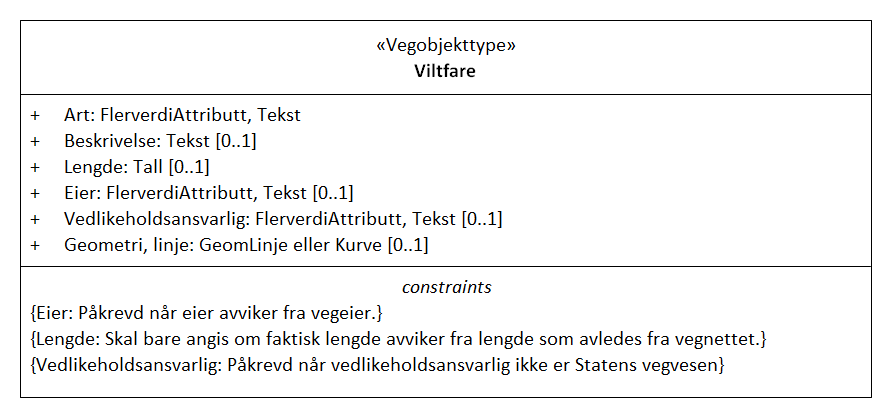 «Vegobjekttype»
Viltfare
+ Art: FlerverdiAttributt, Tekst
+ Beskrivelse: Tekst [0..1]
+ Lengde: Tall [0..1]
+ Eier: FlerverdiAttributt, Tekst [0..1]
+ Vedlikeholdsansvarlig: FlerverdiAttributt, Tekst [0..1]
+ Geometri, linje: GeomLinje eller Kurve [0..1]
constraints
{Eier: Påkrevd når eier avviker fra vegeier.}
{Lengde: Skal bare angis om faktisk lengde avviker fra lengde som avledes fra vegnettet.}
{Vedlikeholdsansvarlig: Påkrevd når vedlikeholdsansvarlig ikke er Statens vegvesen}